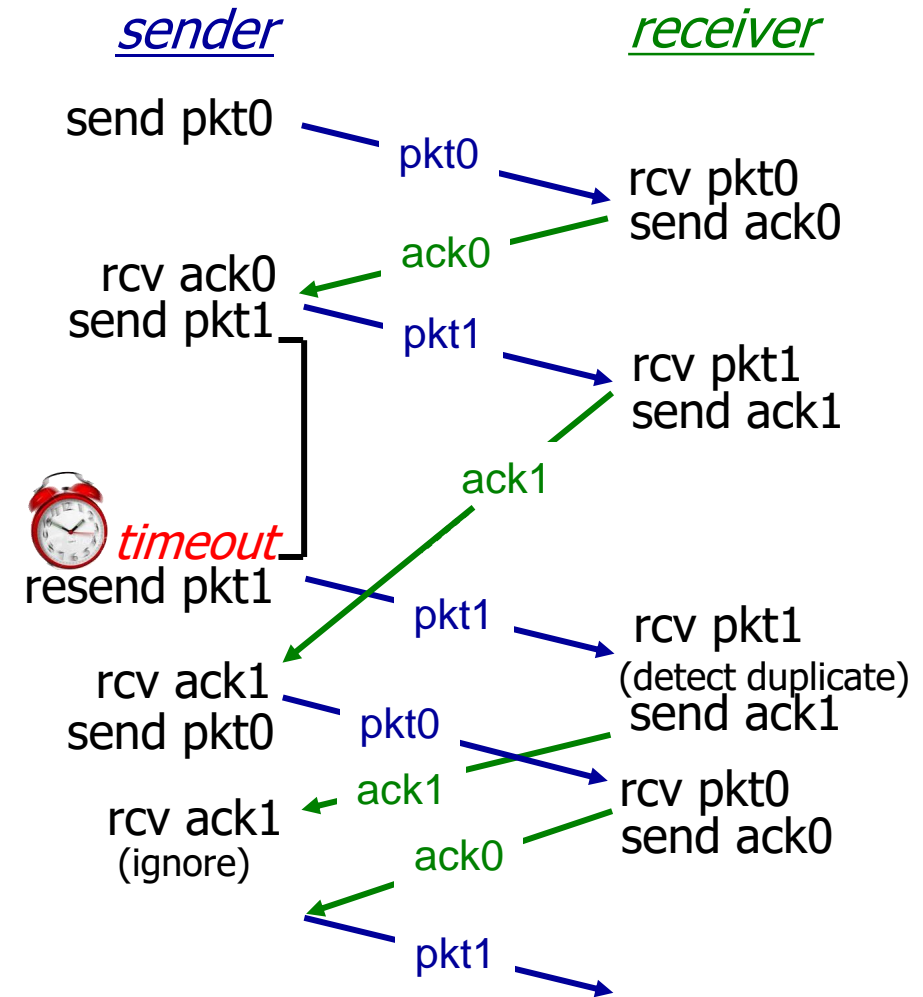 sender
receiver
send pkt0
pkt0
rcv pkt0
send ack0
ack0
rcv ack0
send pkt1
pkt1
rcv pkt1
send ack1
ack1
timeout
resend pkt1
pkt1
rcv pkt1
(detect duplicate)
send ack1
rcv ack1
send pkt0
pkt0
ack1
rcv pkt0
send ack0
rcv ack1
(ignore)
ack0
pkt1